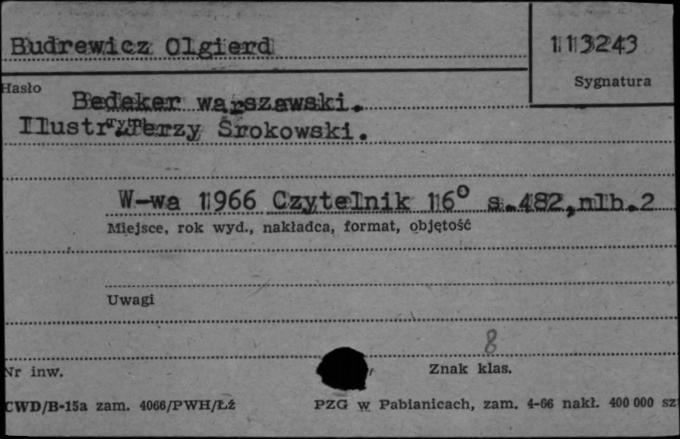 Budrewicz Olgierd
113243
Hasło
Sygnatura
Bedeker warszawski.
Ilustr. Jerzy Srokowski.
W-wa 1966 Czytelnik 16° s.482,nlb.2
Miejsce, rok wyd., nakładca, format, objętość
Uwagi
8
Nr inw.
Znak klas.
CWD/B-15a zam. 4066/PWH/Łź
PZG w Pabianicach, zam. 4-66 nakł. 400 000 szt